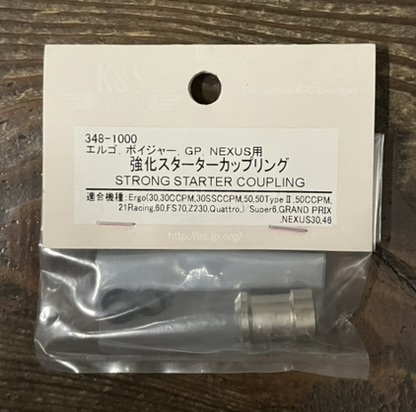 K&S
348-1000
エルゴ、ボイジャー、GP、NEXUS用
強化スターターカップリング
STRONG STARTER COUPLING
適合機種:Ergo(30,30CCPM,30SSCCPM,50,50TypeⅡ,50CCPM,
21Racing,60,FS70,Z230,Quattro,)/Super6,GRAND PRIX
,NEXUS30,46
http://ks.jp.org/